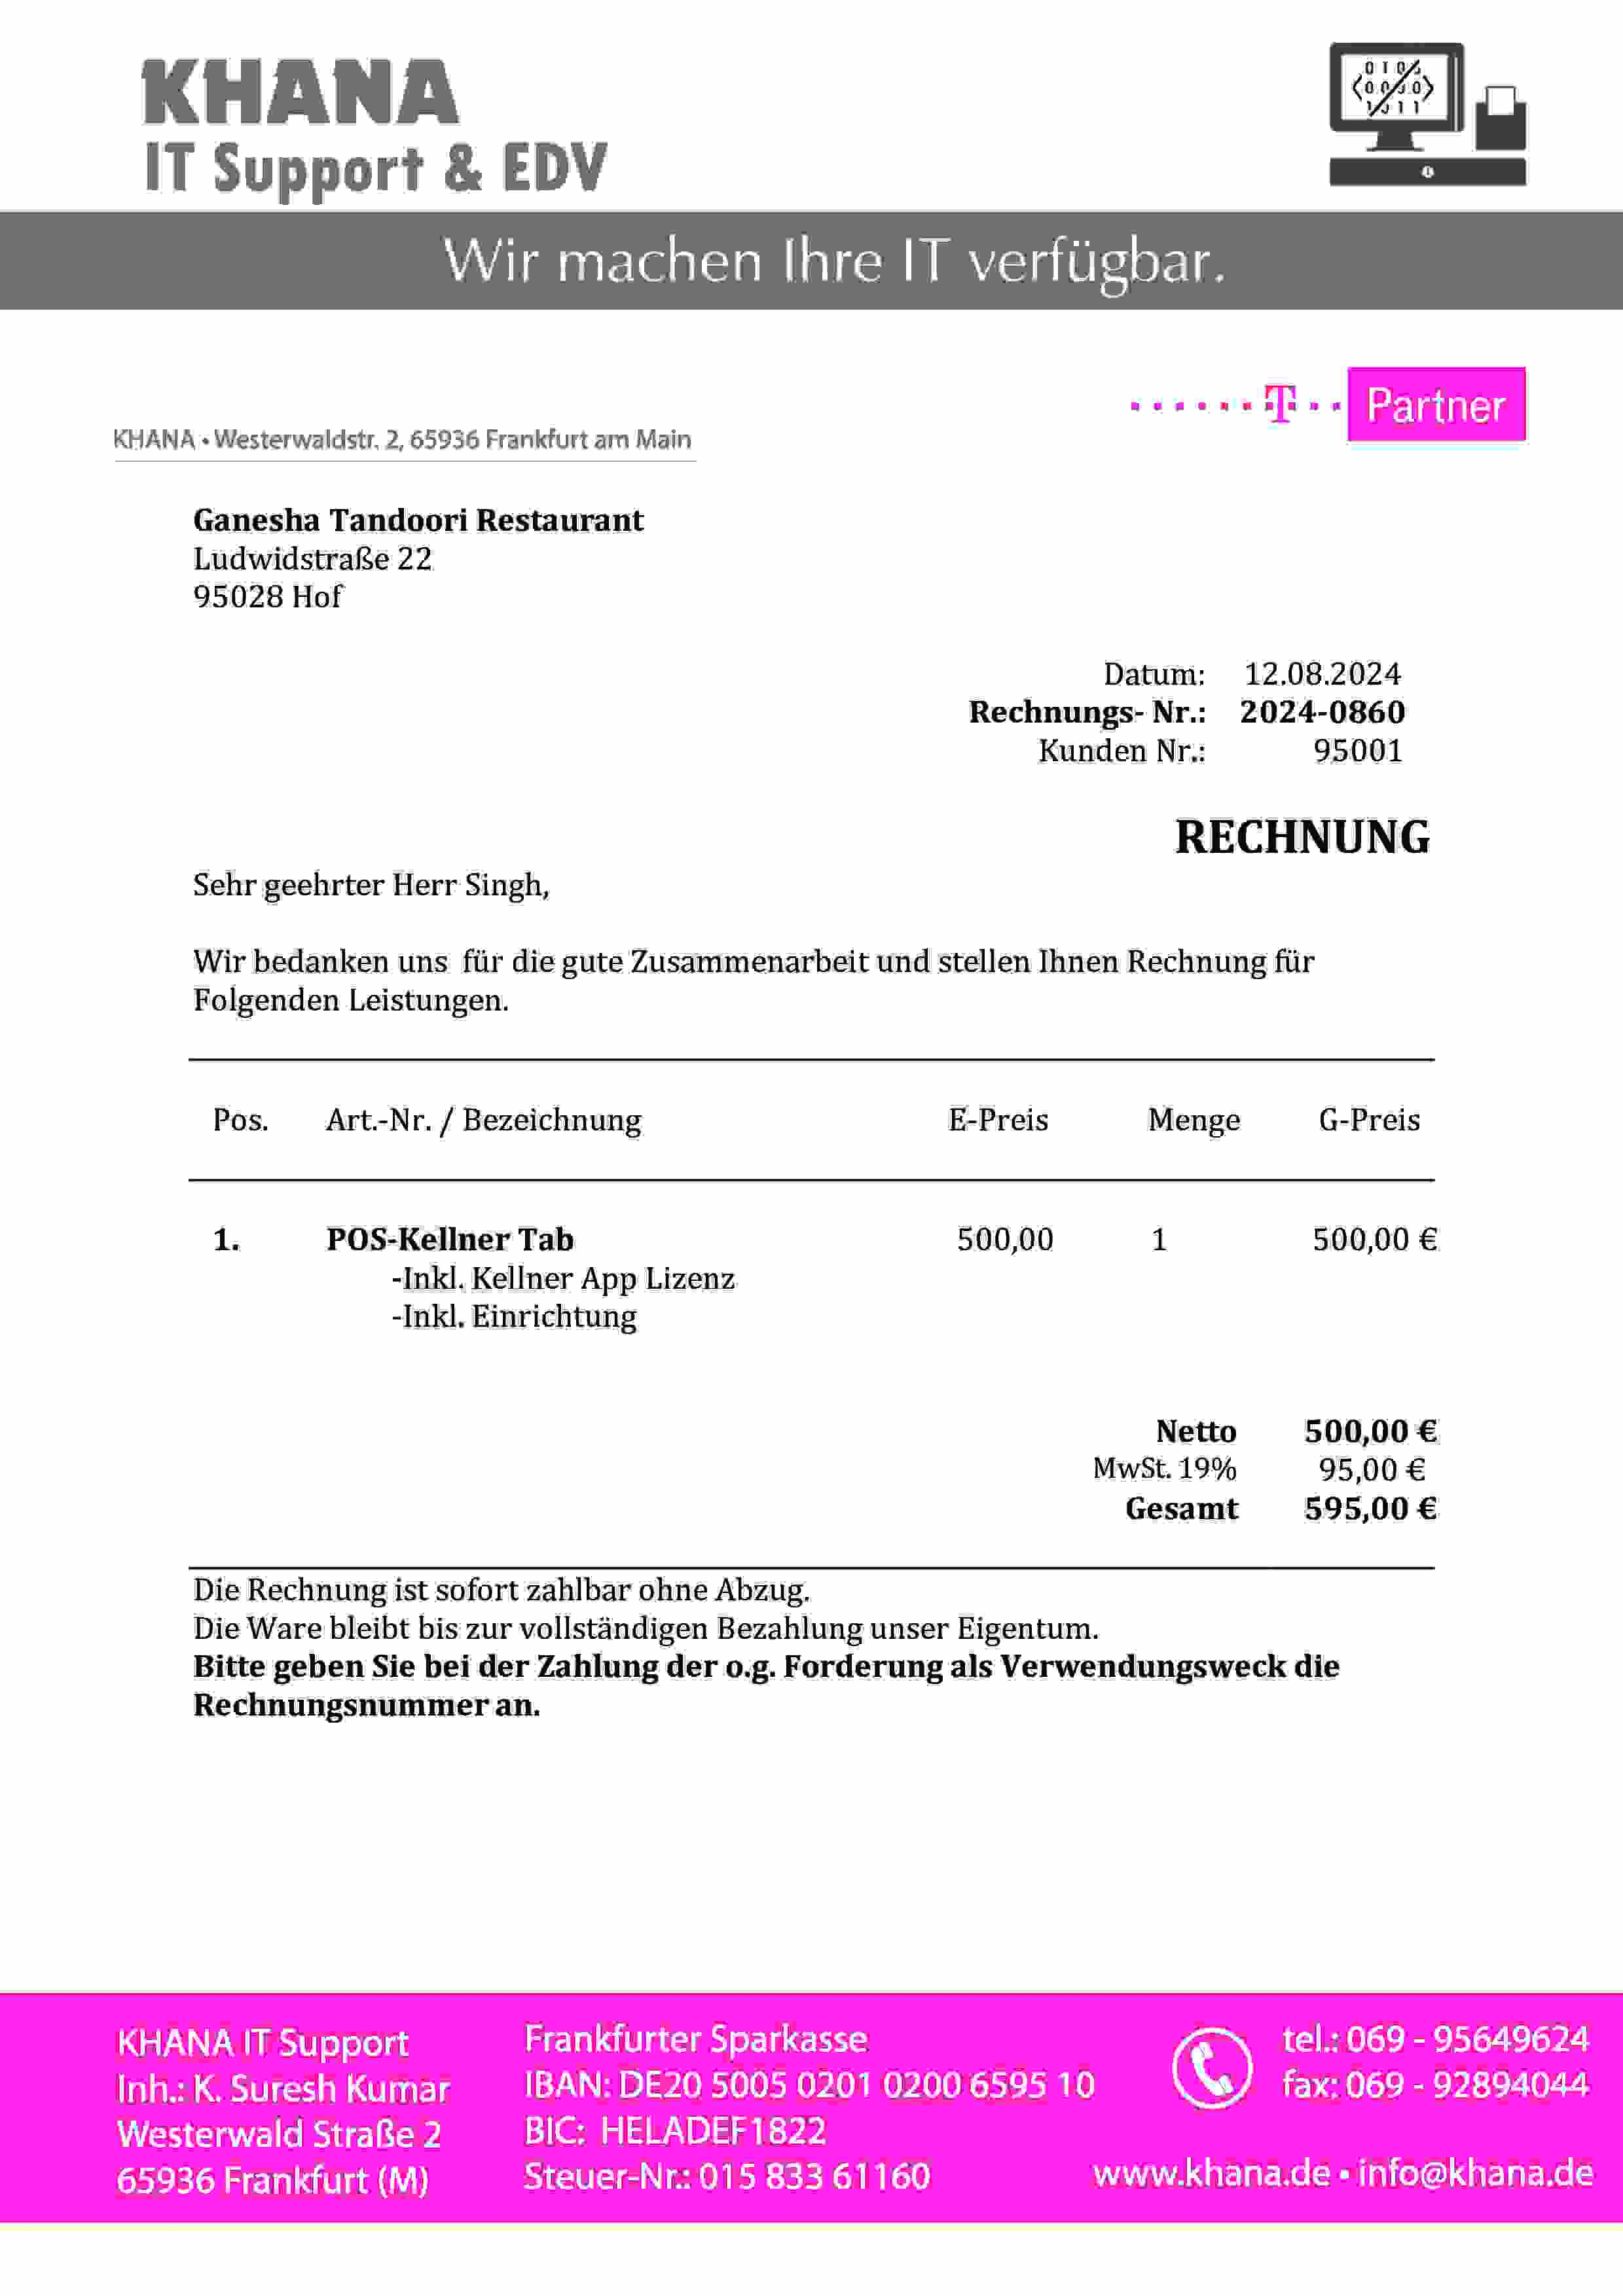 KHANA
IT Support & EDV
Wir machen Ihre IT verfügbar.
T Partner
KHANA • Westerwaldstr. 2, 65936 Frankfurt am Main
Ganesha Tandoori Restaurant
Ludwidstraße 22
95028 Hof
Datum: 12.08.2024
Rechnungs- Nr.: 2024-0860
Kunden Nr.: 95001
RECHNUNG
Sehr geehrter Herr Singh,
Wir bedanken uns für die gute Zusammenarbeit und stellen Ihnen Rechnung für
Folgenden Leistungen.
Pos. Art.-Nr. / Bezeichnung E-Preis Menge G-Preis
1. POS-Kellner Tab 500,00 1 500,00 €
-Inkl. Kellner App Lizenz
-Inkl. Einrichtung
Netto 500,00 €
MwSt. 19% 95,00 €
Gesamt 595,00 €
Die Rechnung ist sofort zahlbar ohne Abzug.
Die Ware bleibt bis zur vollständigen Bezahlung unser Eigentum.
Bitte geben Sie bei der Zahlung der o.g. Forderung als Verwendungsweck die
Rechnungsnummer an.
KHANA IT Support
Inh.: K. Suresh Kumar
Westerwald Straße 2
65936 Frankfurt (M)
Frankfurter Sparkasse
IBAN: DE20 5005 0201 0200 6595 10
BIC: HELADEF1822
Steuer-Nr.: 015 833 61160
tel.: 069 - 95649624
fax: 069 - 92894044
www.khana.de • info@khana.de